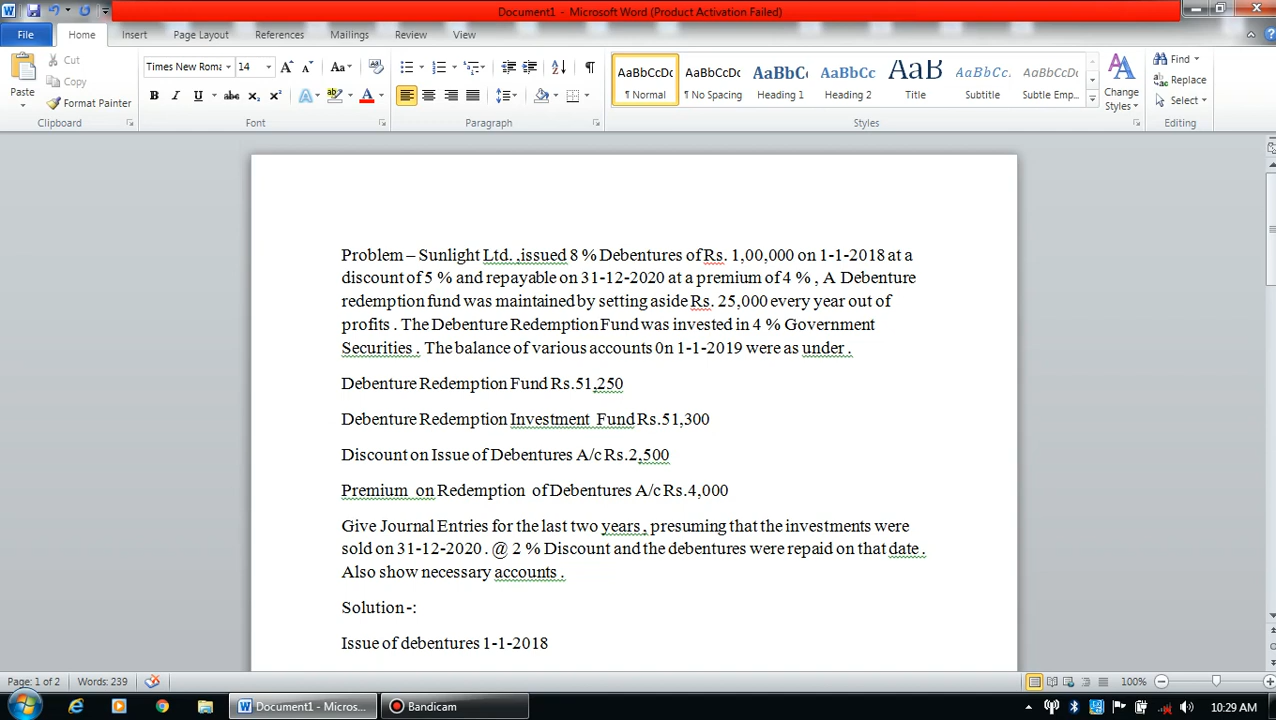 Document1 - Microsoft Word (Product Activation Failed)
File Home Insert Page Layout References Mailings Review View
Paste
Cut
Copy
Format Painter
Clipboard
Times New Roma 14
Font
Paragraph
AaBbCcDc AaBbCcDc AaBbCc AaBbCc AaB AaBbCc. AaBbCcDc
¶ Normal ¶ No Spacing Heading 1 Heading 2 Title Subtitle Subtle Emp...
Change Styles
Styles
Find
Replace
Select
Editing
Problem – Sunlight Ltd. ,issued 8 % Debentures of Rs. 1,00,000 on 1-1-2018 at a
discount of 5 % and repayable on 31-12-2020 at a premium of 4 % , A Debenture
redemption fund was maintained by setting aside Rs. 25,000 every year out of
profits . The Debenture Redemption Fund was invested in 4 % Government
Securities . The balance of various accounts 0n 1-1-2019 were as under .
Debenture Redemption Fund Rs.51,250
Debenture Redemption Investment Fund Rs.51,300
Discount on Issue of Debentures A/c Rs.2,500
Premium on Redemption of Debentures A/c Rs.4,000
Give Journal Entries for the last two years , presuming that the investments were
sold on 31-12-2020 . @ 2 % Discount and the debentures were repaid on that date .
Also show necessary accounts .
Solution -:
Issue of debentures 1-1-2018
Page: 1 of 2 Words: 239 100%
Document1 - Micros... Bandicam 10:29 AM